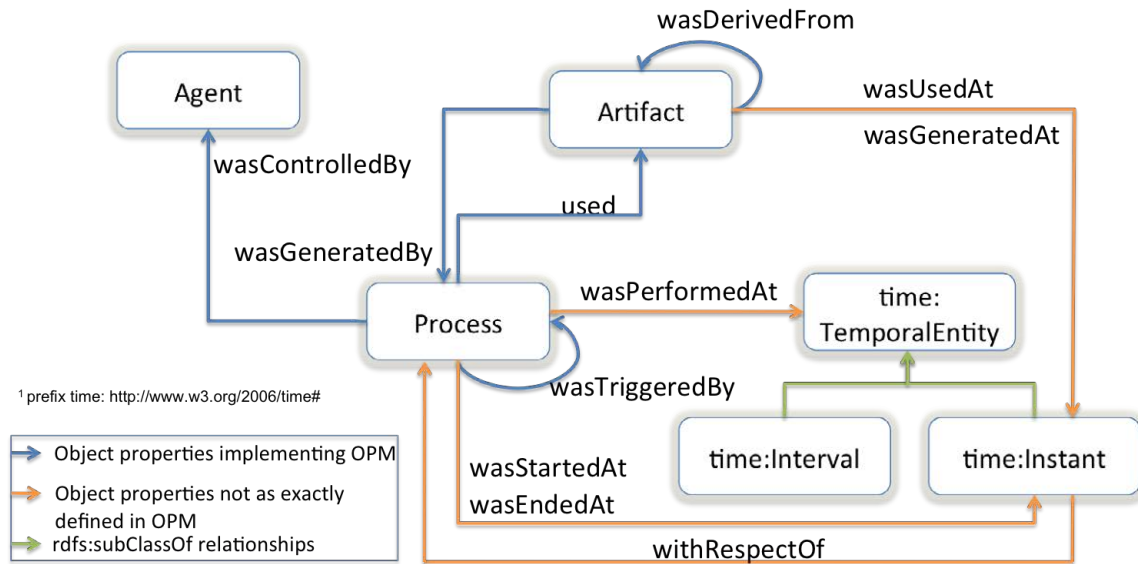 wasDerivedFrom
Agent
Artifact
wasUsedAt
wasGeneratedAt
wasControlledBy
used
wasGeneratedBy
wasPerformedAt
time:
TemporalEntity
Process
wasTriggeredBy
1 prefix time: http://www.w3.org/2006/time#
Object properties implementing OPM
Object properties not as exactly
defined in OPM
rdfs:subClassOf relationships
time:Interval
time:Instant
wasStartedAt
wasEndedAt
withRespectOf